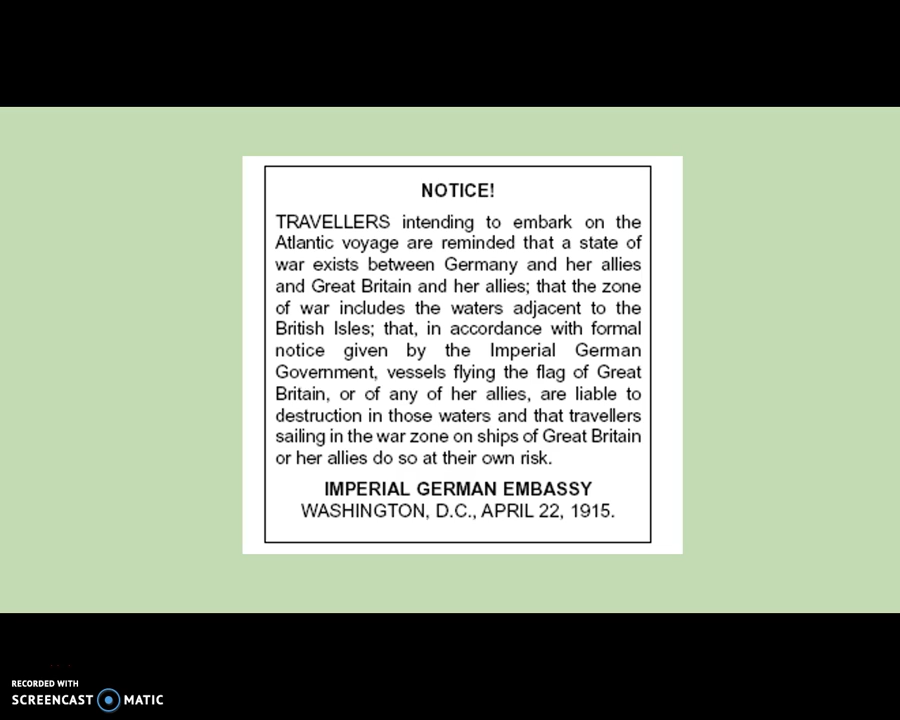 NOTICE!
TRAVELLERS intending to embark on the
Atlantic voyage are reminded that a state of
war exists between Germany and her allies
and Great Britain and her allies; that the zone
of war includes the waters adjacent to the
British Isles; that, in accordance with formal
notice given by the Imperial German
Government, vessels flying the flag of Great
Britain, or of any of her allies, are liable to
destruction in those waters and that travellers
sailing in the war zone on ships of Great Britain
or her allies do so at their own risk.
IMPERIAL GERMAN EMBASSY
WASHINGTON, D.C., APRIL 22, 1915.
RECORDED WITH
SCREENCAST MATIC